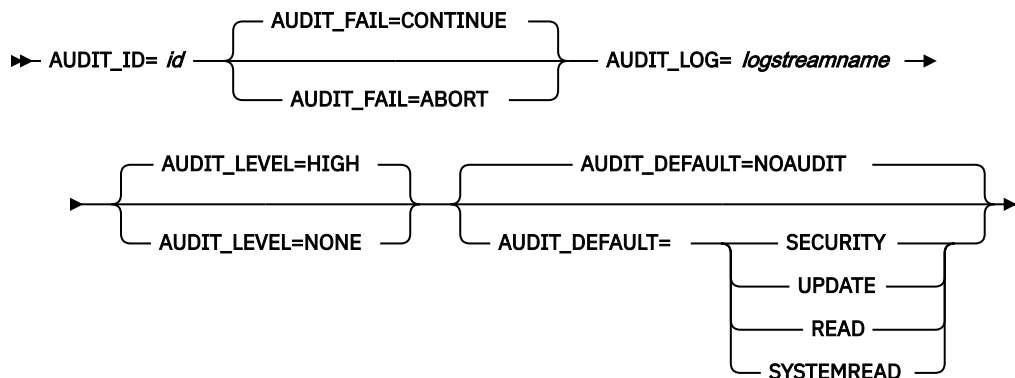 AUDIT_FAIL=CONTINUE
AUDIT_ID= id
AUDIT_LOG= logstreamname
AUDIT_FAIL=ABORT
AUDIT_LEVEL=HIGH
AUDIT_DEFAULT=NOAUDIT
AUDIT_LEVEL=NONE
AUDIT_DEFAULT=
SECURITY
UPDATE
READ
SYSTEMREAD